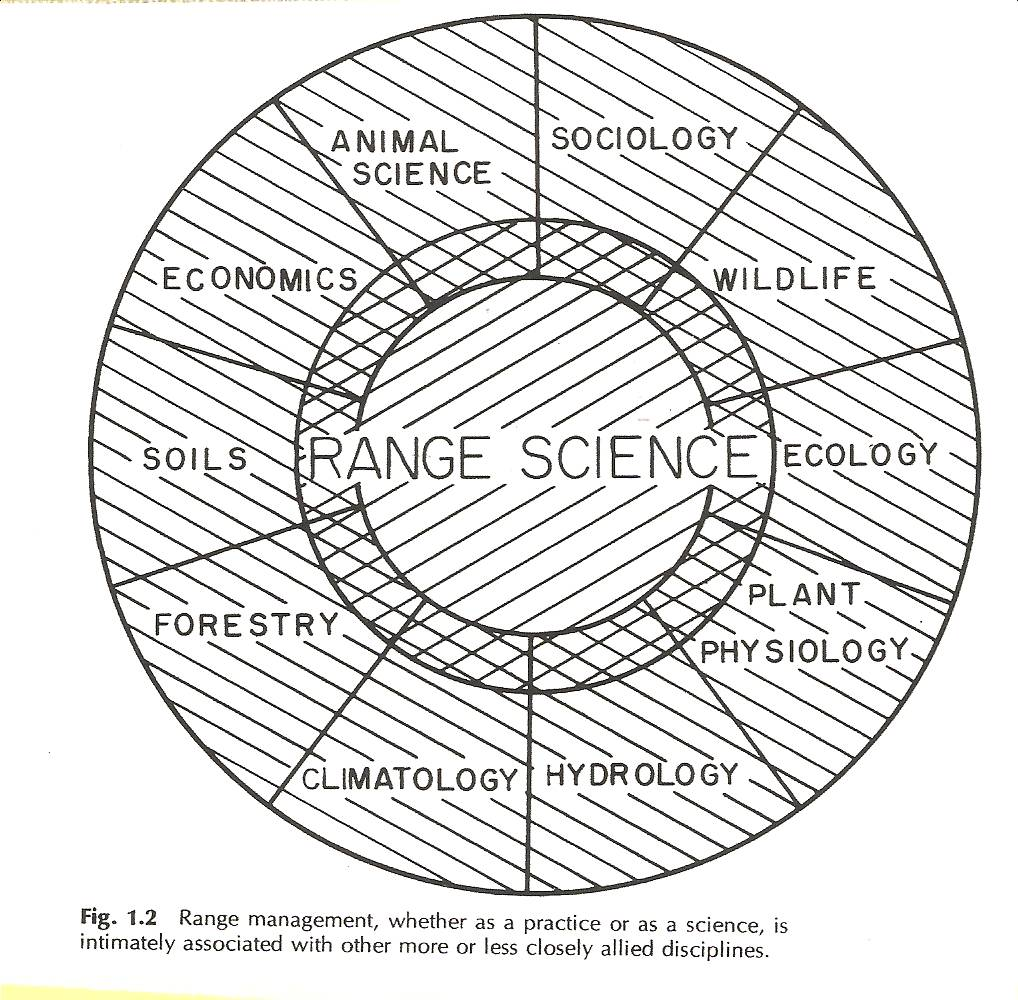 ANIMAL
SCIENCE
SOCIOLOGY
ECONOMICS
WILDLIFE
SOILS
RANGE SCIENCE
ECOLOGY
FORESTRY
PLANT
PHYSIOLOGY
CLIMATOLOGY
HYDROLOGY
Fig. 1.2 Range management, whether as a practice or as a science, is
intimately associated with other more or less closely allied disciplines.